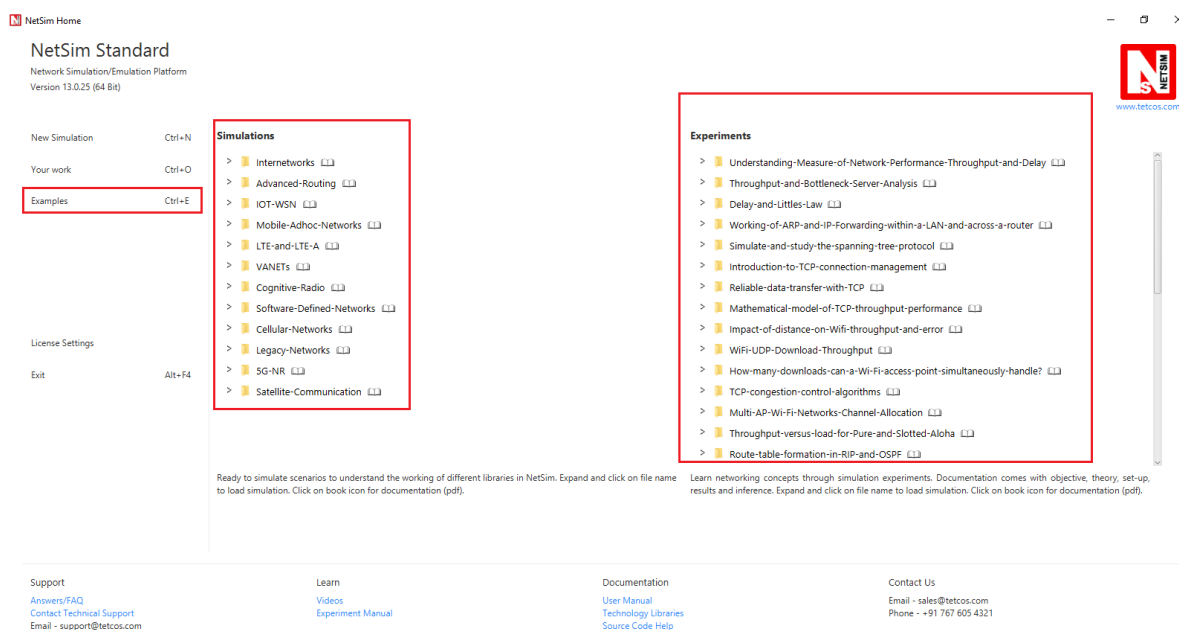 NetSim Home
NetSim Standard
Network Simulation/Emulation Platform
Version 13.0.25 (64 Bit)
NETSIM
www.tetcos.com
New Simulation Ctrl+N
Your work Ctrl+O
Examples Ctrl+E
License Settings
Exit Alt+F4
Simulations
Internetworks
Advanced-Routing
IOT-WSN
Mobile-Adhoc-Networks
LTE-and-LTE-A
VANETs
Cognitive-Radio
Software-Defined-Networks
Cellular-Networks
Legacy-Networks
5G-NR
Satellite-Communication
Ready to simulate scenarios to understand the working of different libraries in NetSim. Expand and click on file name
to load simulation. Click on book icon for documentation (pdf).
Experiments
Understanding-Measure-of-Network-Performance-Throughput-and-Delay
Throughput-and-Bottleneck-Server-Analysis
Delay-and-Littles-Law
Working-of-ARP-and-IP-Forwarding-within-a-LAN-and-across-a-router
Simulate-and-study-the-spanning-tree-protocol
Introduction-to-TCP-connection-management
Reliable-data-transfer-with-TCP
Mathematical-model-of-TCP-throughput-performance
Impact-of-distance-on-Wifi-throughput-and-error
WiFi-UDP-Download-Throughput
How-many-downloads-can-a-Wi-Fi-access-point-simultaneously-handle?
TCP-congestion-control-algorithms
Multi-AP-Wi-Fi-Networks-Channel-Allocation
Throughput-versus-load-for-Pure-and-Slotted-Aloha
Route-table-formation-in-RIP-and-OSPF
Learn networking concepts through simulation experiments. Documentation comes with objective, theory, set-up,
results and inference. Expand and click on file name to load simulation. Click on book icon for documentation (pdf).
Support
Answers/FAQ
Contact Technical Support
Email - support@tetcos.com
Learn
Videos
Experiment Manual
Documentation
User Manual
Technology Libraries
Source Code Help
Contact Us
Email - sales@tetcos.com
Phone - +91 767 605 4321